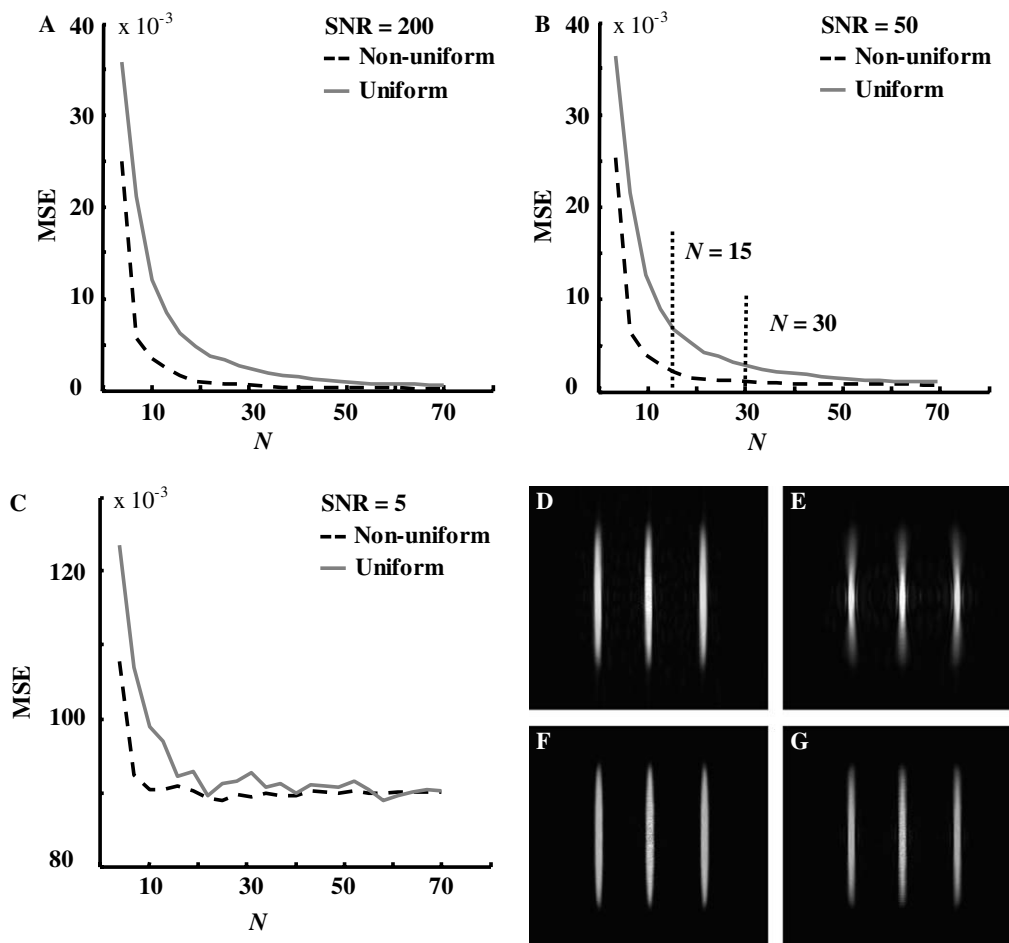 A
x 10⁻³
SNR = 200
Non-uniform
Uniform
40
30
20
10
0
MSE
10
30
50
70
N
B
x 10⁻³
SNR = 50
Non-uniform
Uniform
40
30
20
10
0
MSE
N = 15
N = 30
10
30
50
70
N
C
x 10⁻³
SNR = 5
Non-uniform
Uniform
120
100
80
MSE
10
30
50
70
N
D
E
F
G